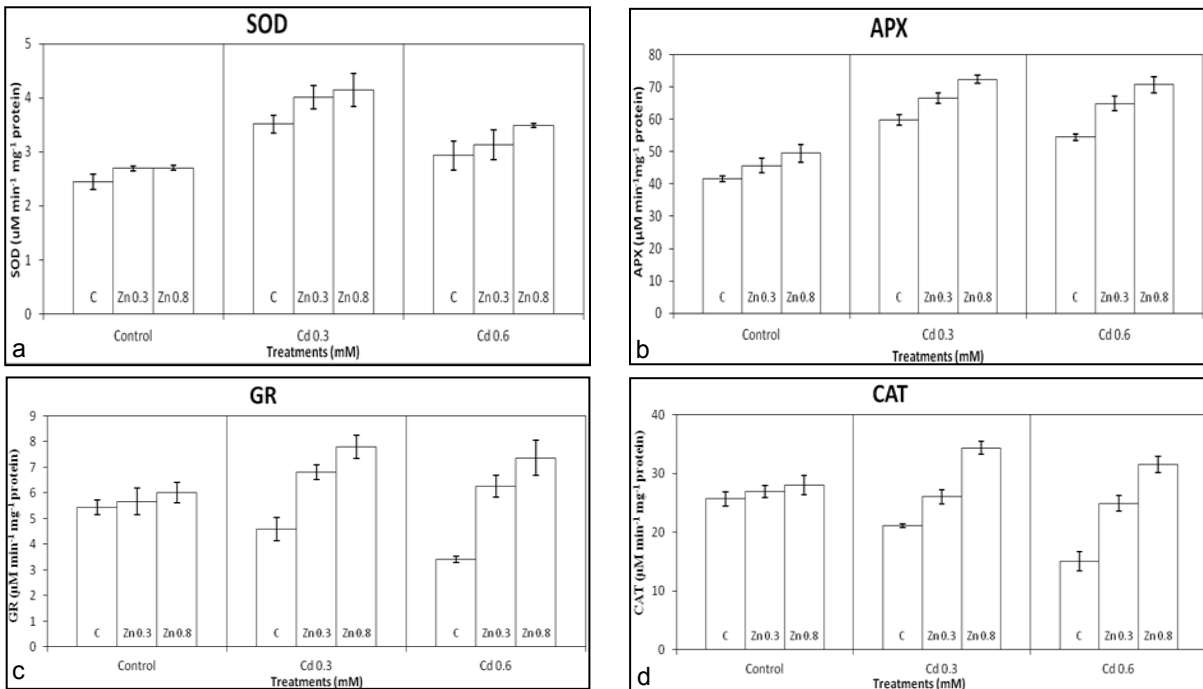 SOD
SOD (uM min⁻¹ mg⁻¹ protein)
5
4
3
2
1
0
C Zn 0.3 Zn 0.8 C Zn 0.3 Zn 0.8 C Zn 0.3 Zn 0.8
Control Cd 0.3 Cd 0.6
Treatments (mM)
a
APX
APX (µM min⁻¹mg⁻¹ protein)
80
70
60
50
40
30
20
10
0
C Zn 0.3 Zn 0.8 C Zn 0.3 Zn 0.8 C Zn 0.3 Zn 0.8
Control Cd 0.3 Cd 0.6
Treatments (mM)
b
GR
GR (µM min⁻¹ mg⁻¹ protein)
9
8
7
6
5
4
3
2
1
0
C Zn 0.3 Zn 0.8 C Zn 0.3 Zn 0.8 C Zn 0.3 Zn 0.8
Control Cd 0.3 Cd 0.6
Treatments (mM)
c
CAT
CAT (µM min⁻¹ mg⁻¹ protein)
40
30
20
10
0
C Zn 0.3 Zn 0.8 C Zn 0.3 Zn 0.8 C Zn 0.3 Zn 0.8
Control Cd 0.3 Cd 0.6
Treatments (mM)
d